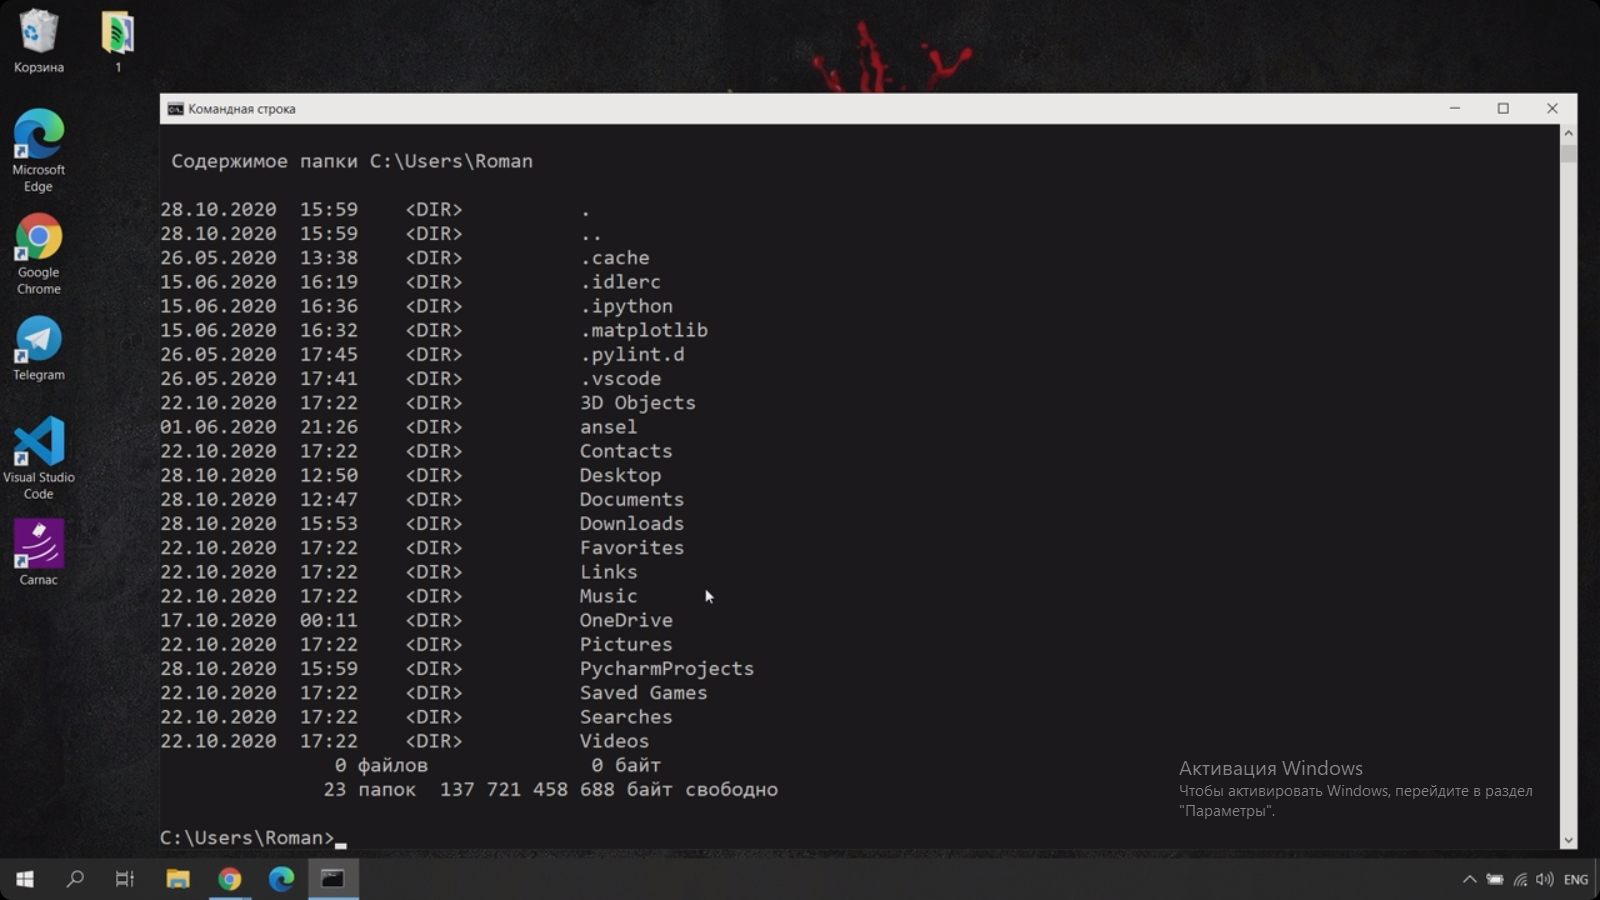 Корзина
1
Microsoft
Edge
Google
Chrome
Telegram
Visual Studio
Code
Carnac
Командная строка
Содержимое папки C:\Users\Roman
28.10.2020  15:59    <DIR>          .
28.10.2020  15:59    <DIR>          ..
26.05.2020  13:38    <DIR>          .cache
15.06.2020  16:19    <DIR>          .idlerc
15.06.2020  16:36    <DIR>          .ipython
15.06.2020  16:32    <DIR>          .matplotlib
26.05.2020  17:45    <DIR>          .pylint.d
26.05.2020  17:41    <DIR>          .vscode
22.10.2020  17:22    <DIR>          3D Objects
01.06.2020  21:26    <DIR>          ansel
22.10.2020  17:22    <DIR>          Contacts
28.10.2020  12:50    <DIR>          Desktop
28.10.2020  12:47    <DIR>          Documents
28.10.2020  15:53    <DIR>          Downloads
22.10.2020  17:22    <DIR>          Favorites
22.10.2020  17:22    <DIR>          Links
22.10.2020  17:22    <DIR>          Music
17.10.2020  00:11    <DIR>          OneDrive
22.10.2020  17:22    <DIR>          Pictures
28.10.2020  15:59    <DIR>          PycharmProjects
22.10.2020  17:22    <DIR>          Saved Games
22.10.2020  17:22    <DIR>          Searches
22.10.2020  17:22    <DIR>          Videos
0 файлов              0 байт
23 папок  137 721 458 688 байт свободно
C:\Users\Roman>_
Активация Windows
Чтобы активировать Windows, перейдите в раздел
"Параметры".
ENG